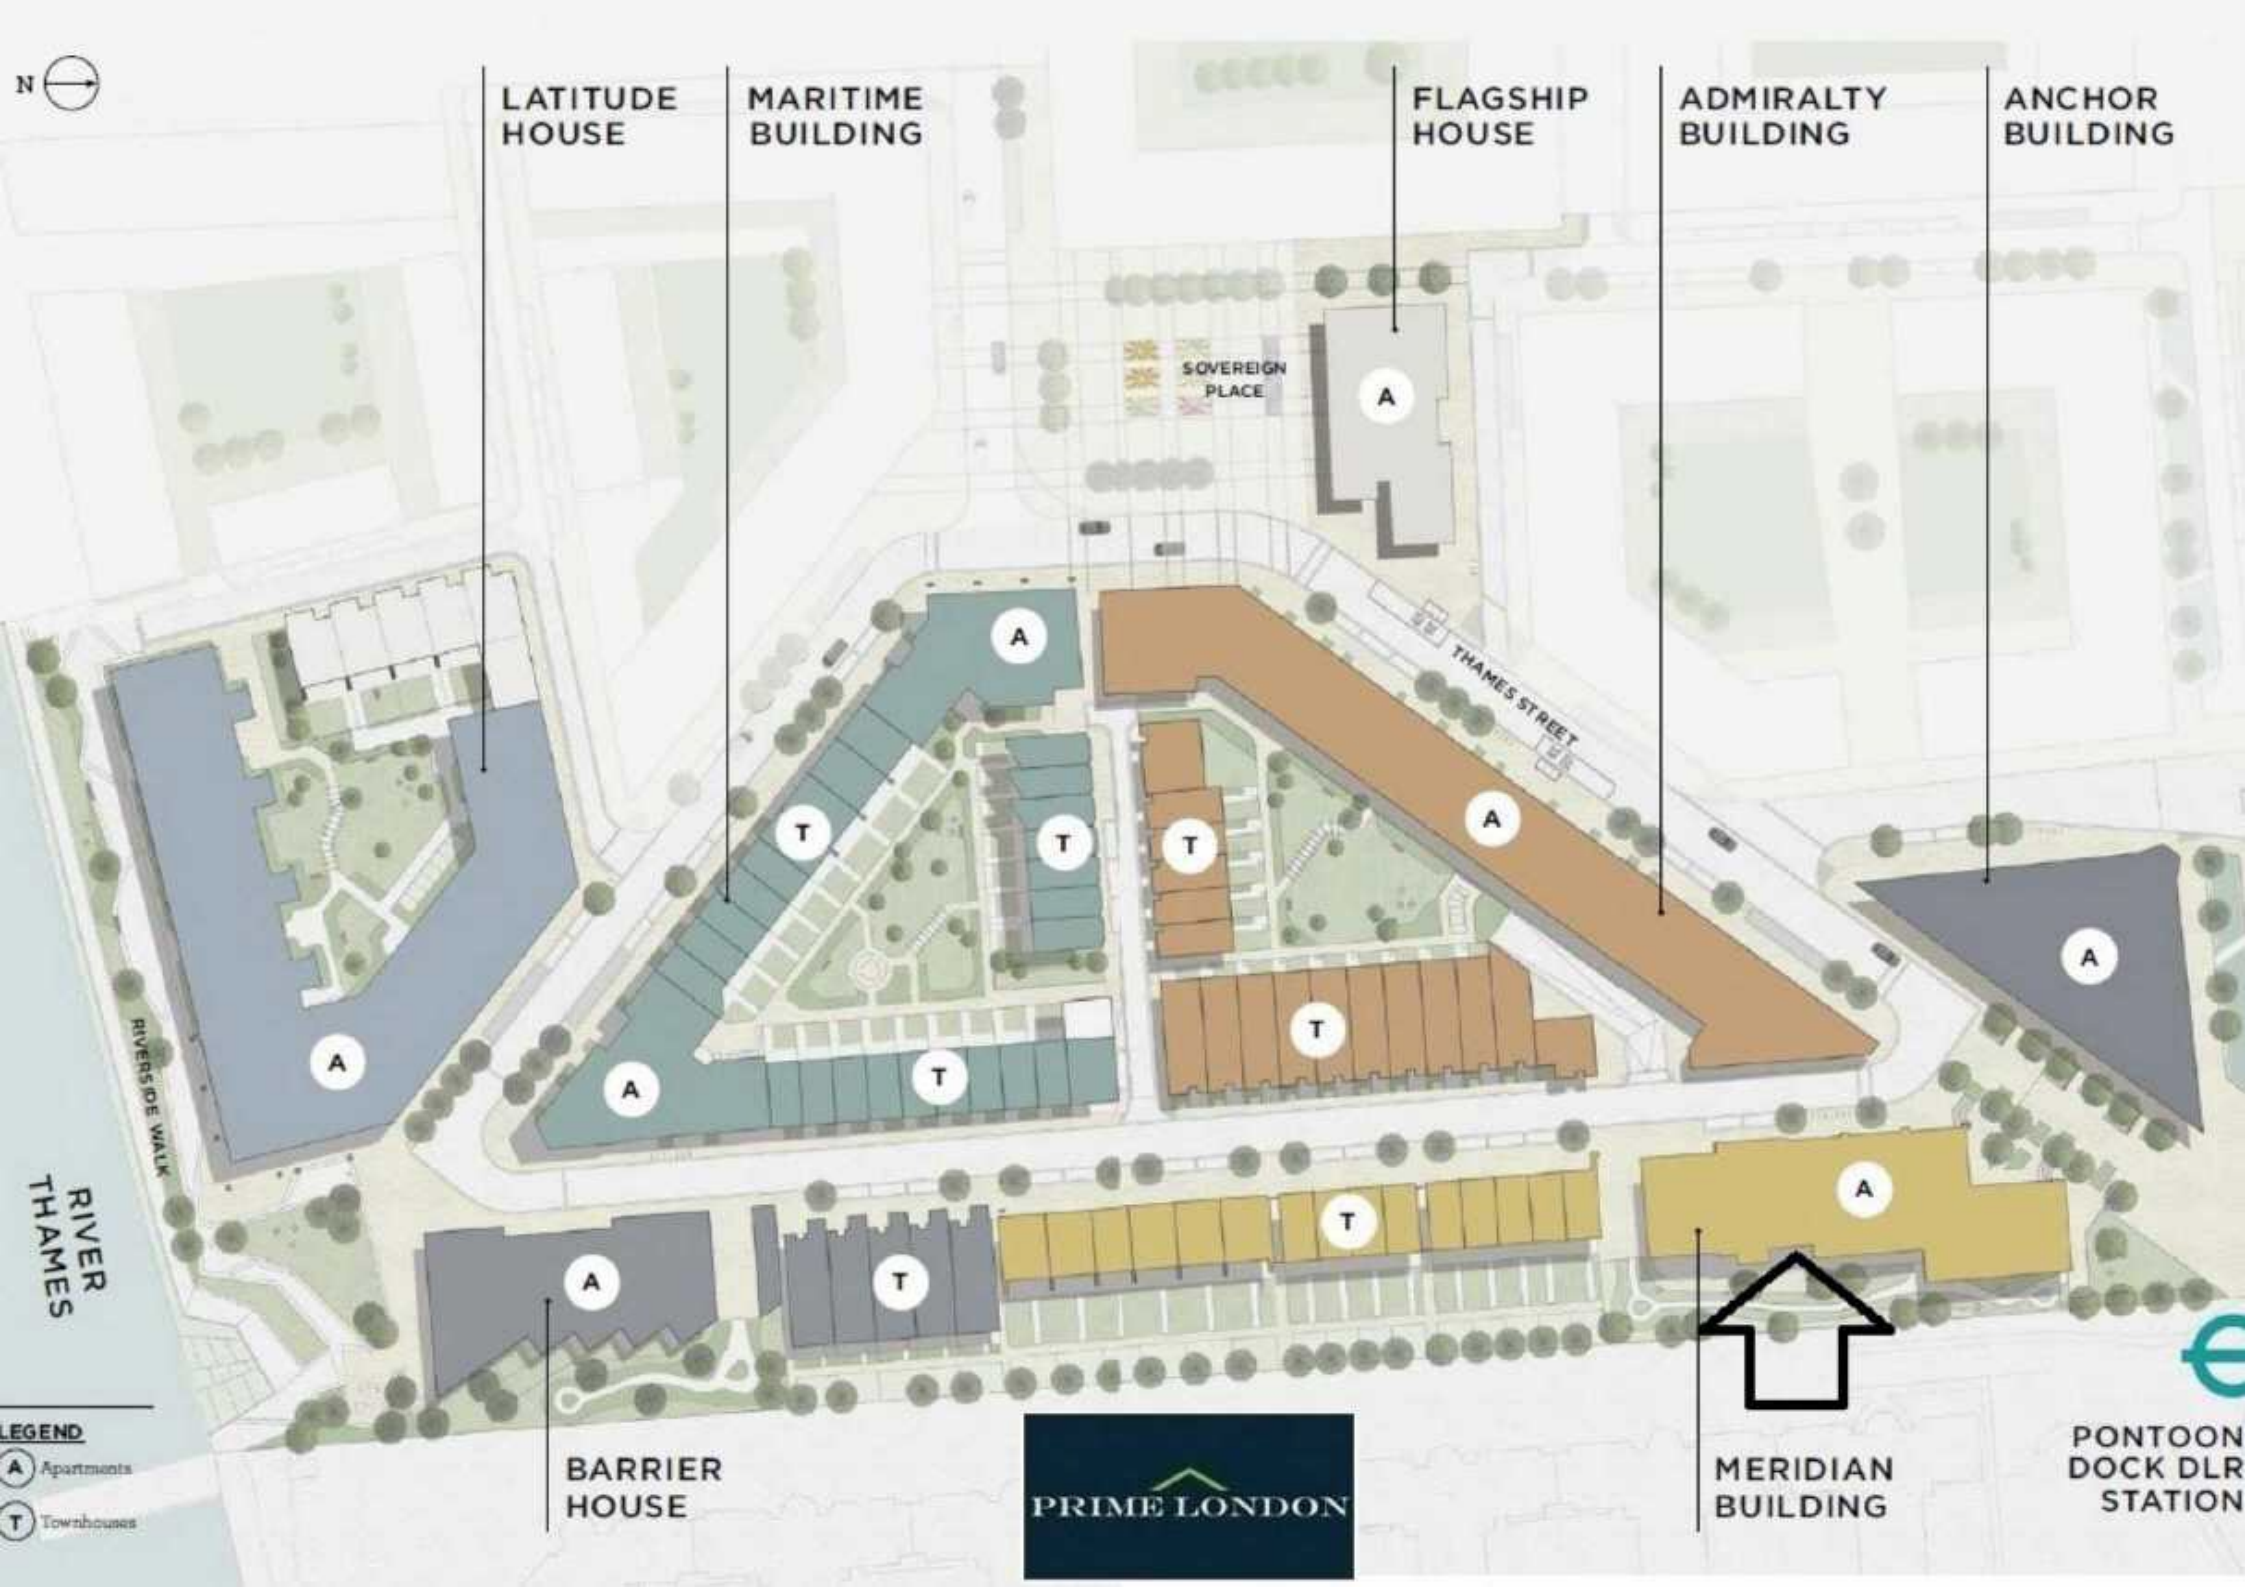 N
LATITUDE
HOUSE
MARITIME
BUILDING
FLAGSHIP
HOUSE
ADMIRALTY
BUILDING
ANCHOR
BUILDING
SOVEREIGN
PLACE
A
A
THAMES STREET
T
T
T
A
A
A
A
T
T
RIVERSIDE WALK
RIVER
THAMES
A
T
T
A
LEGEND
A Apartments
T Townhouses
BARRIER
HOUSE
PRIME LONDON
MERIDIAN
BUILDING
PONTOON
DOCK DLR
STATION